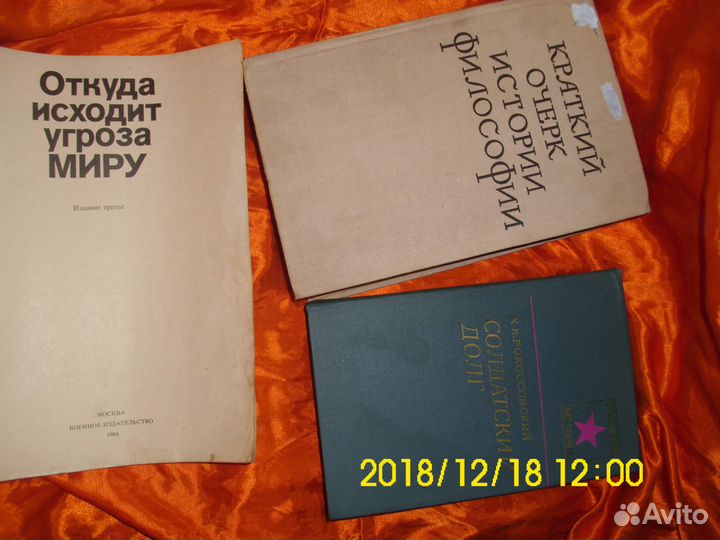 Откуда
исходит
угроза
МИРУ
Издание третье
МОСКВА
ВОЕННОЕ ИЗДАТЕЛЬСТВО
1984
КРАТКИЙ
ОЧЕРК
ИСТОРИИ
ФИЛОСОФИИ
К.К.РОКОССОВСКИЙ
СОЛДАТСКИЙ
ДОЛГ
2018/12/18 12:00
Avito